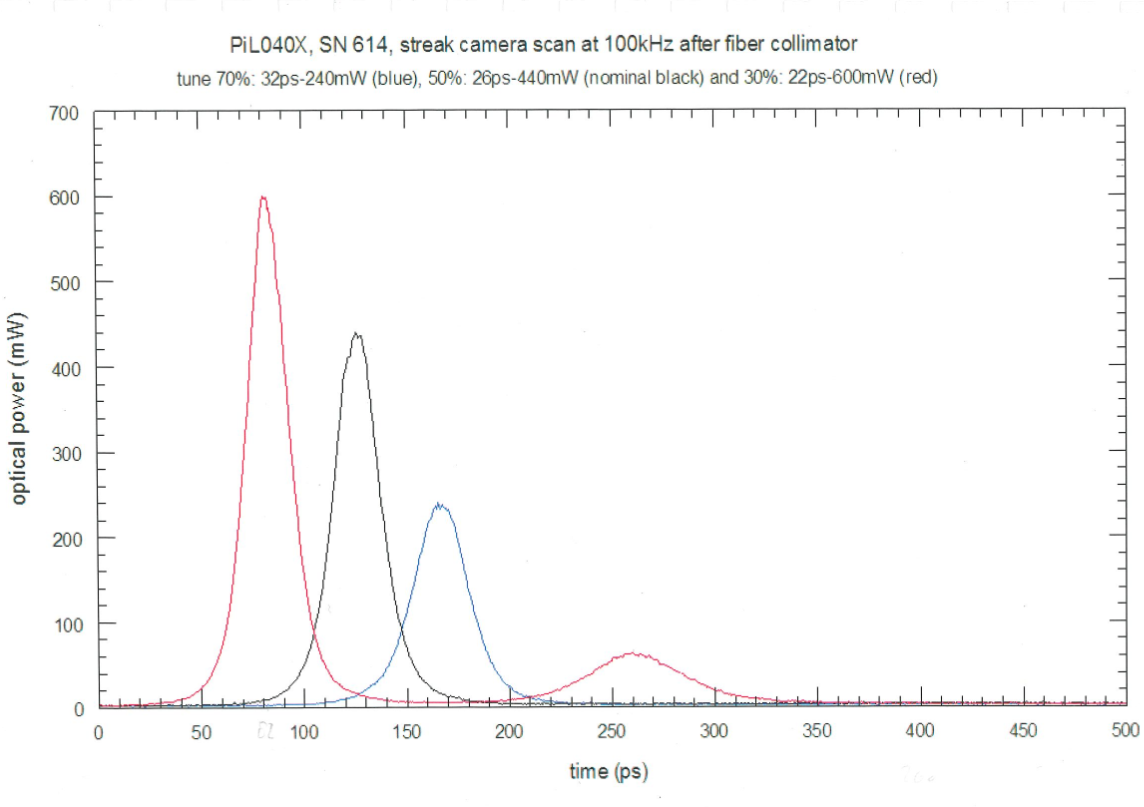 PiL040X, SN 614, streak camera scan at 100kHz after fiber collimator
tune 70%: 32ps-240mW (blue), 50%: 26ps-440mW (nominal black) and 30%: 22ps-600mW (red)
700
600
500
400
300
200
100
0
optical power (mW)
0 50 100 150 200 250 300 350 400 450 500
time (ps)